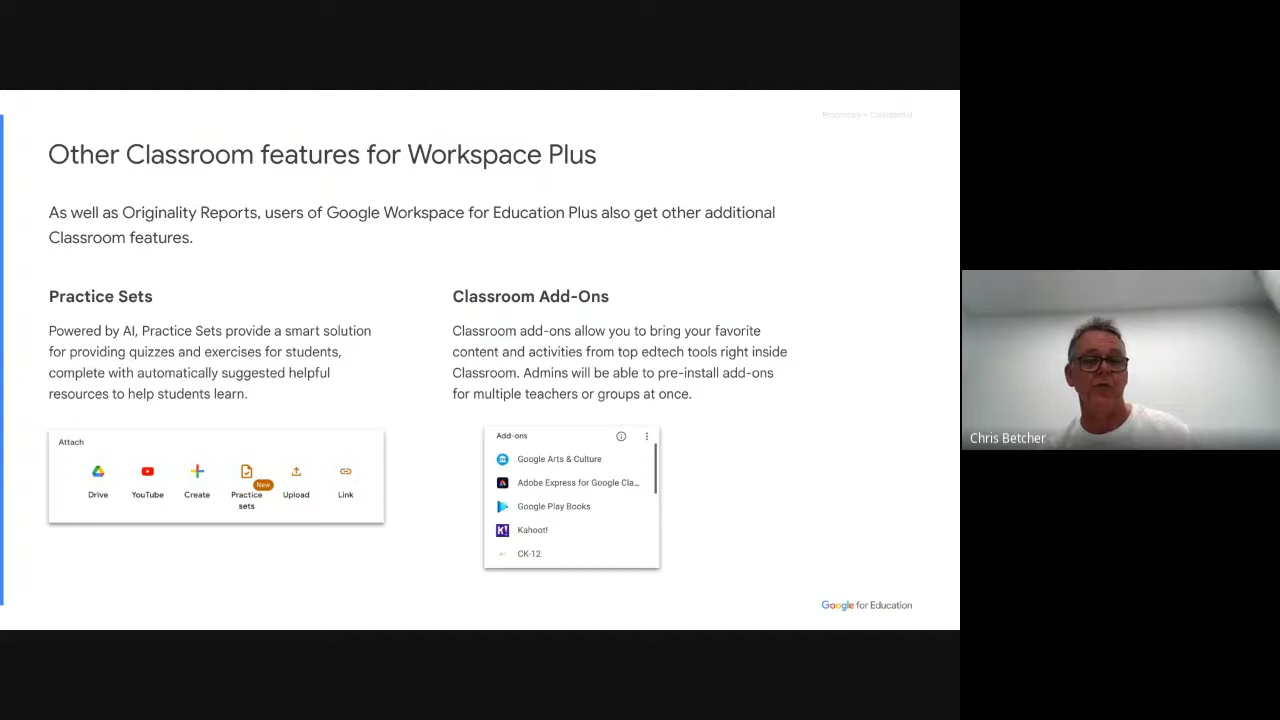 Proprietary + Confidential
Other Classroom features for Workspace Plus
As well as Originality Reports, users of Google Workspace for Education Plus also get other additional
Classroom features.
Practice Sets
Powered by AI, Practice Sets provide a smart solution
for providing quizzes and exercises for students,
complete with automatically suggested helpful
resources to help students learn.
Attach
Drive
YouTube
Create
New
Practice
sets
Upload
Link
Classroom Add-Ons
Classroom add-ons allow you to bring your favorite
content and activities from top edtech tools right inside
Classroom. Admins will be able to pre-install add-ons
for multiple teachers or groups at once.
Add-ons
Google Arts & Culture
Adobe Express for Google Cla...
Google Play Books
K!
Kahoot!
CK-12
Google for Education
Chris Betcher